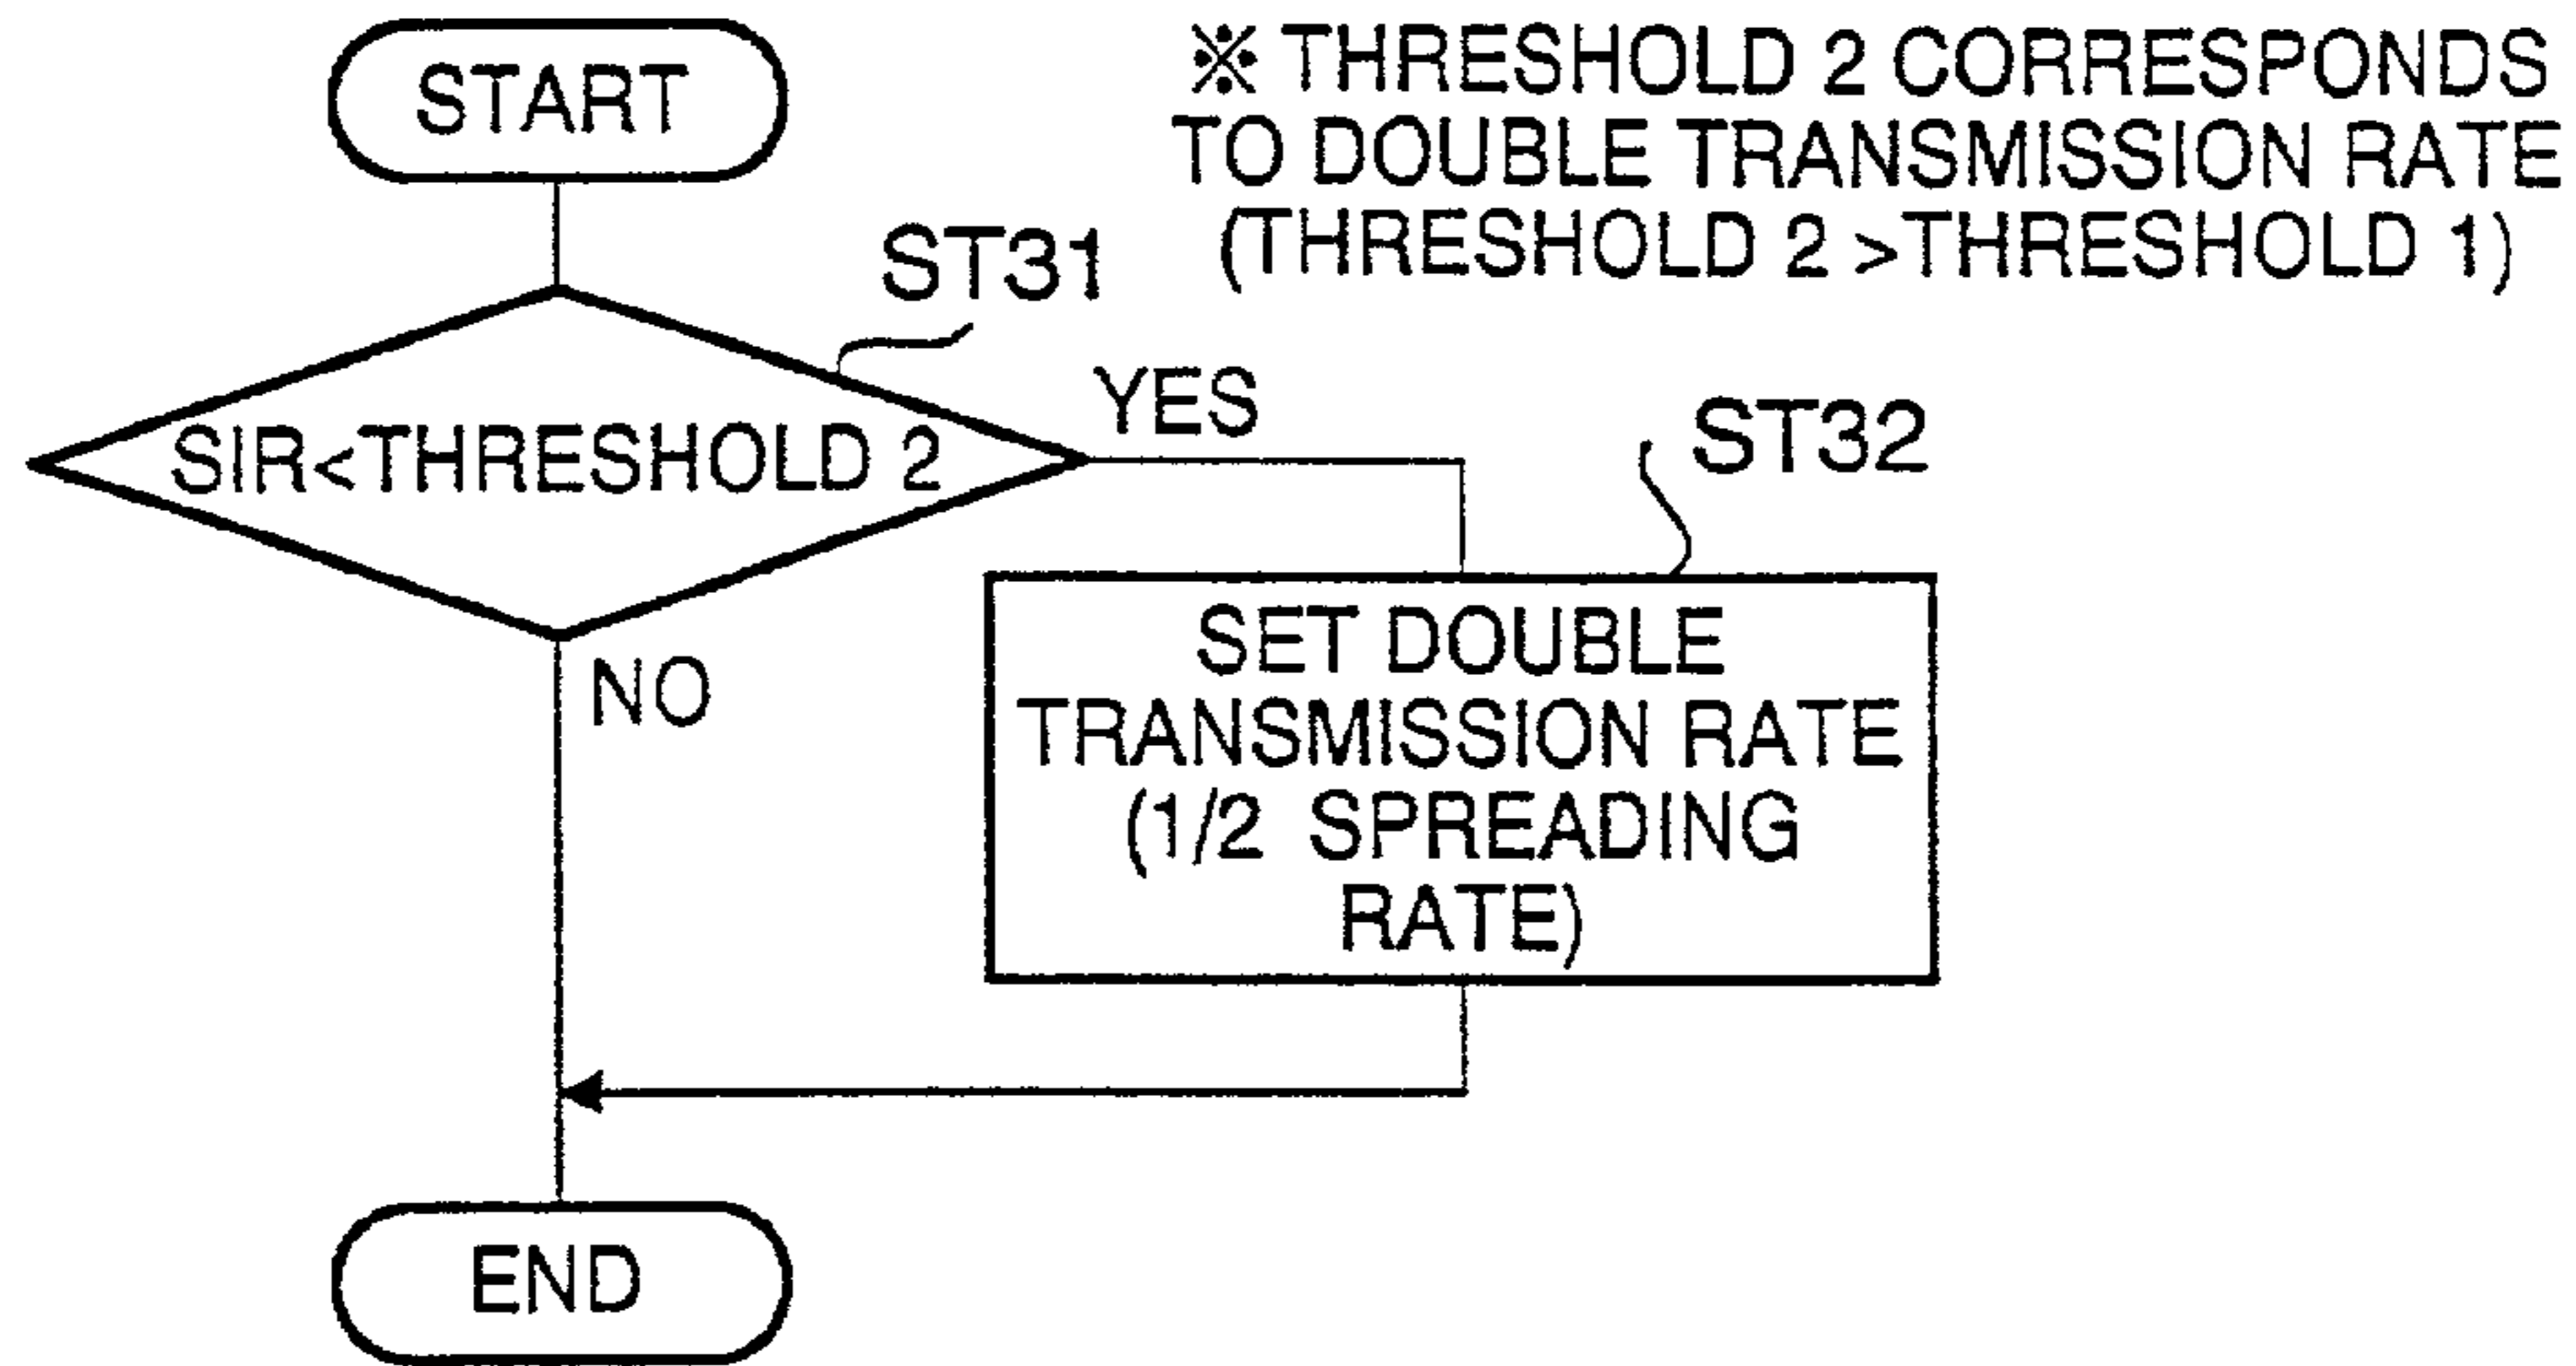 START
※ THRESHOLD 2 CORRESPONDS
TO DOUBLE TRANSMISSION RATE
(THRESHOLD 2 >THRESHOLD 1)
ST31
SIR<THRESHOLD 2
YES
ST32
NO
SET DOUBLE
TRANSMISSION RATE
(1/2 SPREADING
RATE)
END